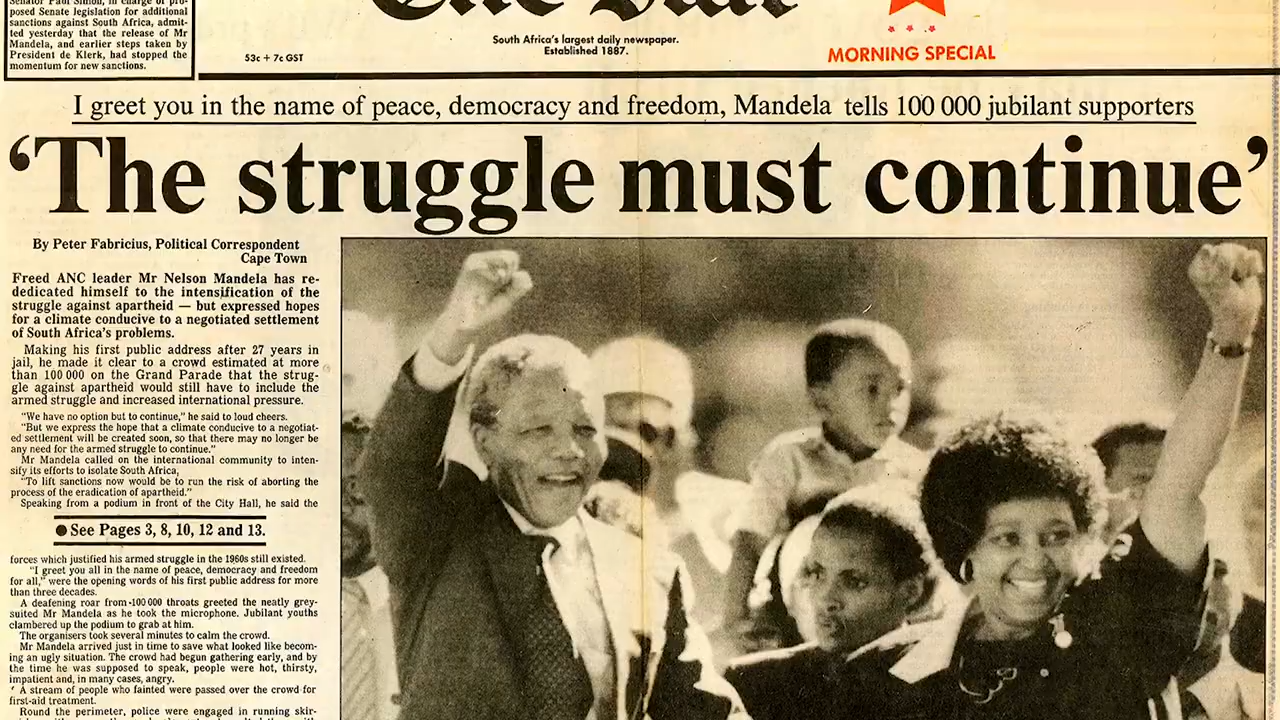 Senator Paul Simon, in charge of pro-
posed Senate legislation for additional
sanctions against South Africa, admit-
ted yesterday that the release of Mr
Mandela, and earlier steps taken by
President de Klerk, had stopped the
momentum for new sanctions.
The Star
South Africa's largest daily newspaper.
Established 1887.
53c + 7c GST
MORNING SPECIAL
I greet you in the name of peace, democracy and freedom, Mandela tells 100 000 jubilant supporters
‘The struggle must continue’
By Peter Fabricius, Political Correspondent
Cape Town
Freed ANC leader Mr Nelson Mandela has re-
dedicated himself to the intensification of the
struggle against apartheid — but expressed hopes
for a climate conducive to a negotiated settlement
of South Africa's problems.
Making his first public address after 27 years in
jail, he made it clear to a crowd estimated at more
than 100 000 on the Grand Parade that the strug-
gle against apartheid would still have to include the
armed struggle and increased international pressure.
"We have no option but to continue," he said to loud cheers.
"But we express the hope that a climate conducive to a negotiat-
ed settlement will be created soon, so that there may no longer be
any need for the armed struggle to continue."
Mr Mandela called on the international community to inten-
sify its efforts to isolate South Africa,
"To lift sanctions now would be to run the risk of aborting the
process of the eradication of apartheid."
Speaking from a podium in front of the City Hall, he said the
● See Pages 3, 8, 10, 12 and 13.
forces which justified his armed struggle in the 1960s still existed.
"I greet you all in the name of peace, democracy and freedom
for all," were the opening words of his first public address for more
than three decades.
A deafening roar from 100 000 throats greeted the neatly grey-
suited Mr Mandela as he took the microphone. Jubilant youths
clambered up the podium to grab at him.
The organisers took several minutes to calm the crowd.
Mr Mandela arrived just in time to save what looked like becom-
ing an ugly situation. The crowd had begun gathering early, and by
the time he was supposed to speak, people were hot, thirsty,
impatient and, in many cases, angry.
A stream of people who fainted were passed over the crowd for
first-aid treatment.
Round the perimeter, police were engaged in running skir-